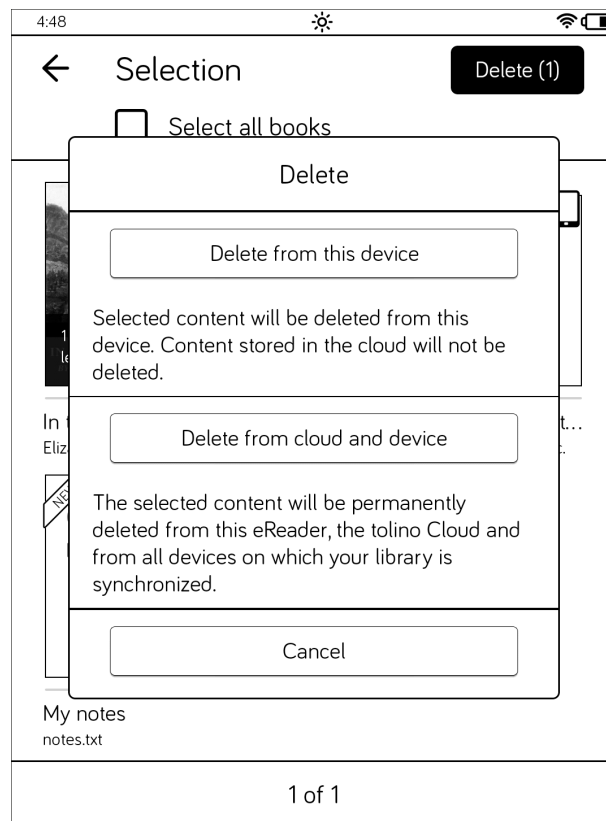 4:48
Selection
Delete (1)
Select all books
Delete
Delete from this device
Selected content will be deleted from this
device. Content stored in the cloud will not be
deleted.
Delete from cloud and device
The selected content will be permanently
deleted from this eReader, the tolino Cloud and
from all devices on which your library is
synchronized.
Cancel
My notes
notes.txt
1 of 1